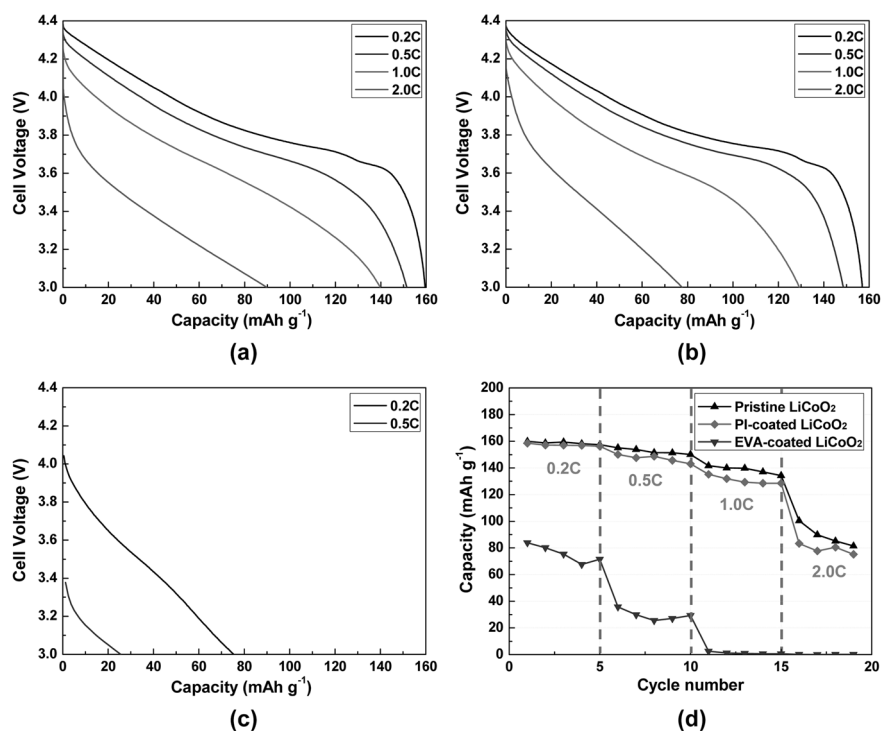 4.4
4.2
4.0
3.8
3.6
3.4
3.2
3.0
Cell Voltage (V)
0.2C
0.5C
1.0C
2.0C
0 20 40 60 80 100 120 140 160
Capacity (mAh g⁻¹)
(a)
4.4
4.2
4.0
3.8
3.6
3.4
3.2
3.0
Cell Voltage (V)
0.2C
0.5C
1.0C
2.0C
0 20 40 60 80 100 120 140 160
Capacity (mAh g⁻¹)
(b)
4.4
4.2
4.0
3.8
3.6
3.4
3.2
3.0
Cell Voltage (V)
0.2C
0.5C
0 20 40 60 80 100 120 140 160
Capacity (mAh g⁻¹)
(c)
200
180
160
140
120
100
80
60
40
20
0
Capacity (mAh g⁻¹)
Pristine LiCoO₂
PI-coated LiCoO₂
EVA-coated LiCoO₂
0.2C
0.5C
1.0C
2.0C
0 5 10 15 20
Cycle number
(d)